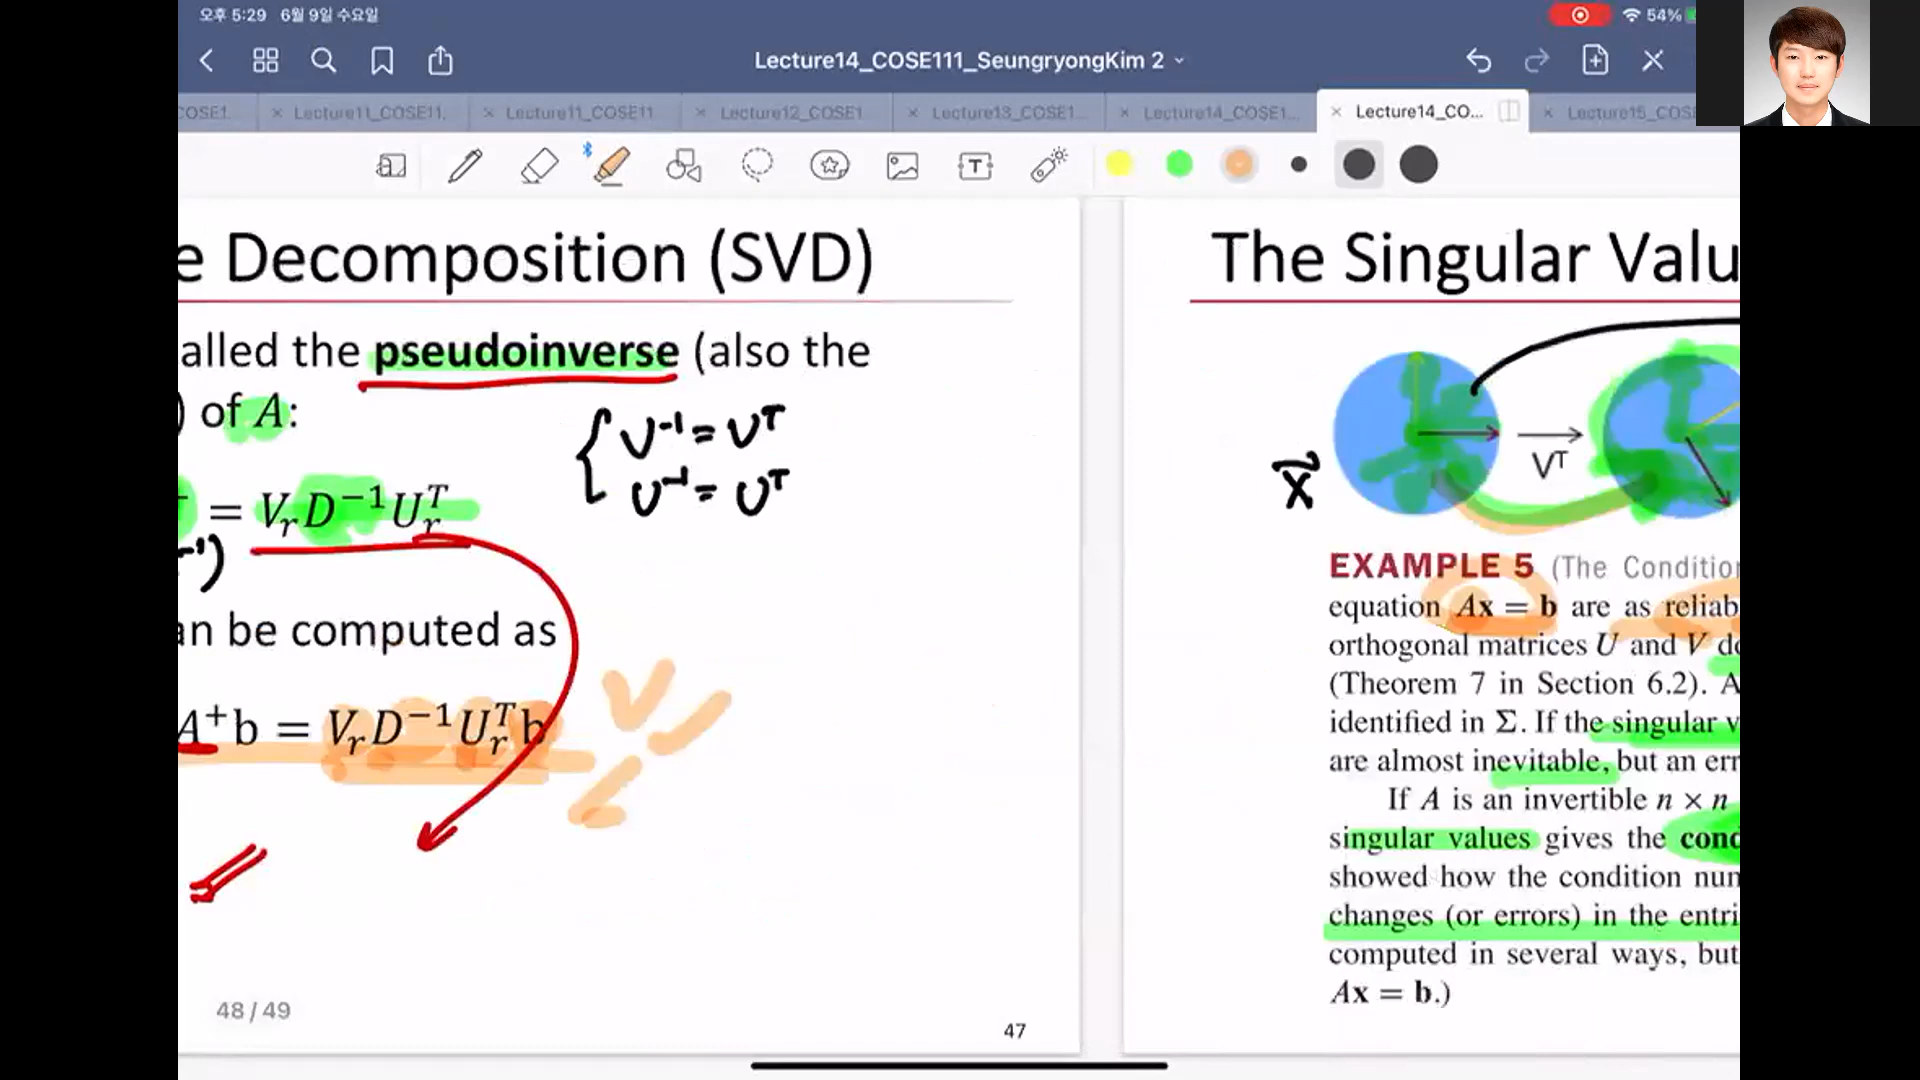 오후 5:29 6월 9일 수요일
54%
Lecture14_COSE111_SeungryongKim 2
COSE1.
Lecture11_COSE11.
Lecture11_COSE11
Lecture12_COSE1
Lecture13_COSE1...
Lecture14_COSE1...
Lecture14_CO...
Lecture15_COS
e Decomposition (SVD)
alled the pseudoinverse (also the
) of A:
V⁻¹ = Vᵀ
U⁻¹ = Uᵀ
= VᵣD⁻¹Uᵣᵀ
an be computed as
A⁺b = VᵣD⁻¹Uᵣᵀb
48 / 49
47
The Singular Valu
x⃗
Vᵀ
EXAMPLE 5 (The Conditio
equation Ax = b are as reliab
orthogonal matrices U and V do
(Theorem 7 in Section 6.2). A
identified in Σ. If the singular v
are almost inevitable, but an err
If A is an invertible n × n
singular values gives the cond
showed how the condition num
changes (or errors) in the entri
computed in several ways, but
Ax = b.)